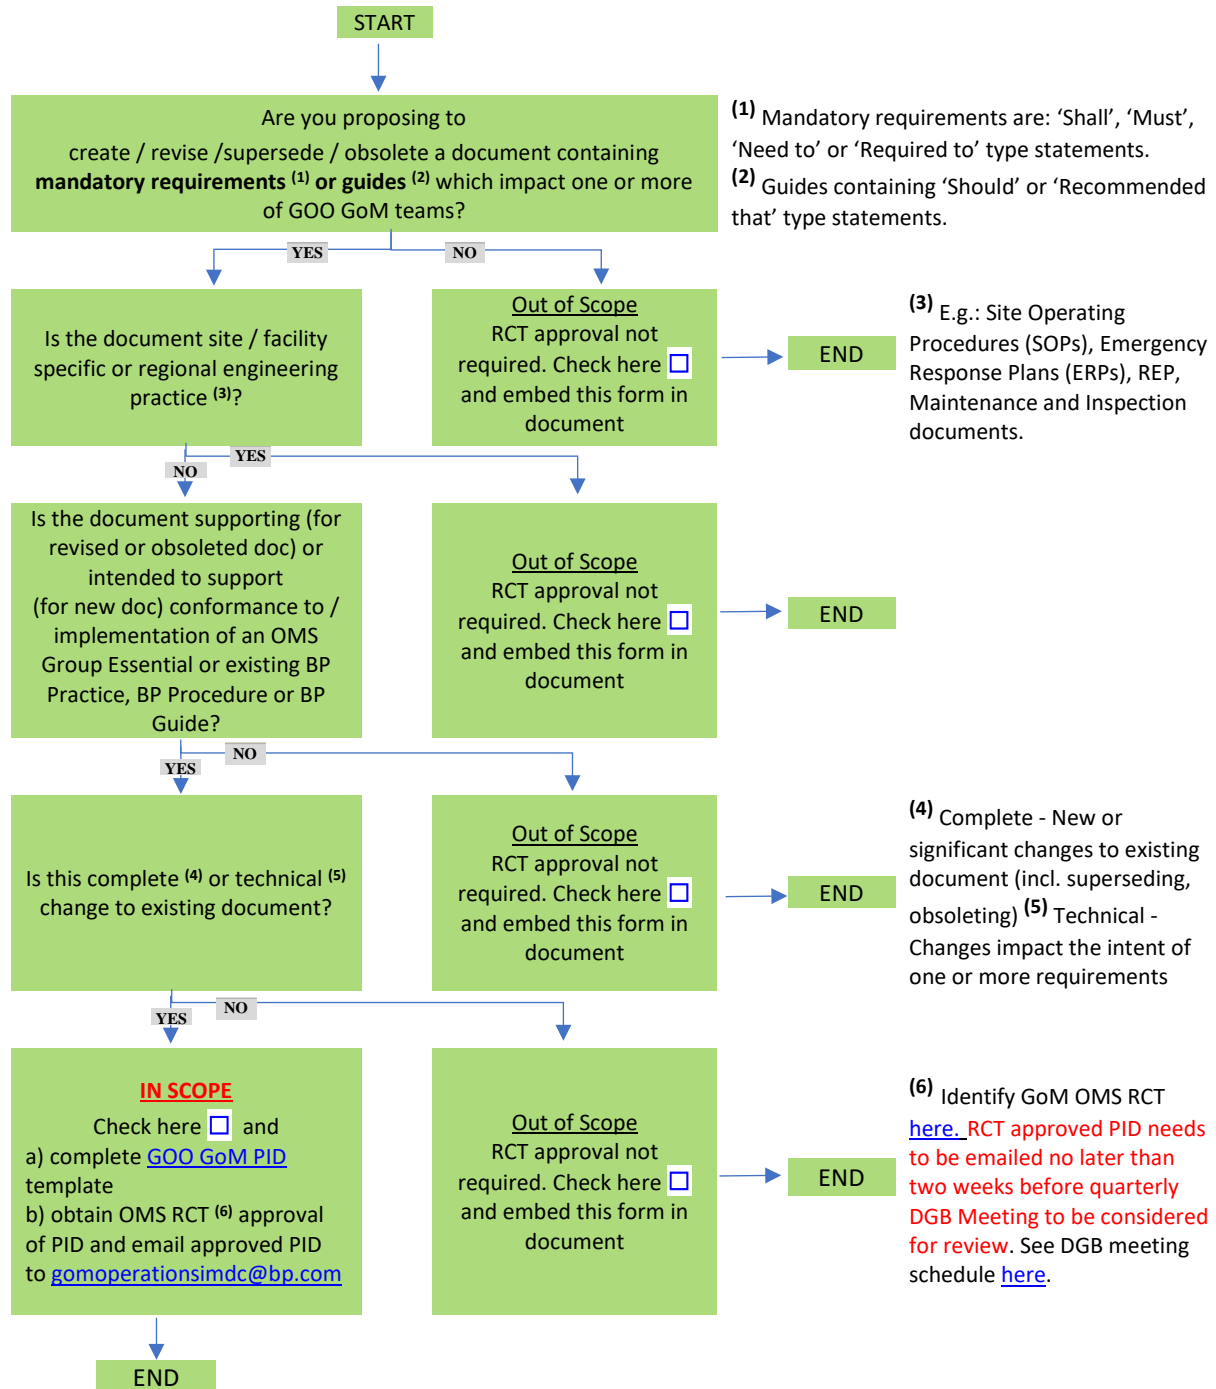 START
Are you proposing to
create / revise /supersede / obsolete a document containing
mandatory requirements (1) or guides (2) which impact one or more
of GOO GoM teams?
(1) Mandatory requirements are: ‘Shall’, ‘Must’,
‘Need to’ or ‘Required to’ type statements.
(2) Guides containing ‘Should’ or ‘Recommended
that’ type statements.
YES
NO
Is the document site / facility
specific or regional engineering
practice (3)?
Out of Scope
RCT approval not
required. Check here ☐
and embed this form in
document
END
(3) E.g.: Site Operating
Procedures (SOPs), Emergency
Response Plans (ERPs), REP,
Maintenance and Inspection
documents.
YES
NO
Is the document supporting (for
revised or obsoleted doc) or
intended to support
(for new doc) conformance to /
implementation of an OMS
Group Essential or existing BP
Practice, BP Procedure or BP
Guide?
Out of Scope
RCT approval not
required. Check here ☐
and embed this form in
document
END
NO
YES
Is this complete (4) or technical (5)
change to existing document?
Out of Scope
RCT approval not
required. Check here ☐
and embed this form in
document
END
(4) Complete - New or
significant changes to existing
document (incl. superseding,
obsoleting) (5) Technical -
Changes impact the intent of
one or more requirements
NO
YES
IN SCOPE
Check here ☐ and
a) complete GOO GoM PID
template
b) obtain OMS RCT (6) approval
of PID and email approved PID
to gomoperationsimdc@bp.com
Out of Scope
RCT approval not
required. Check here ☐
and embed this form in
document
END
(6) Identify GoM OMS RCT
here. RCT approved PID needs
to be emailed no later than
two weeks before quarterly
DGB Meeting to be considered
for review. See DGB meeting
schedule here.
END